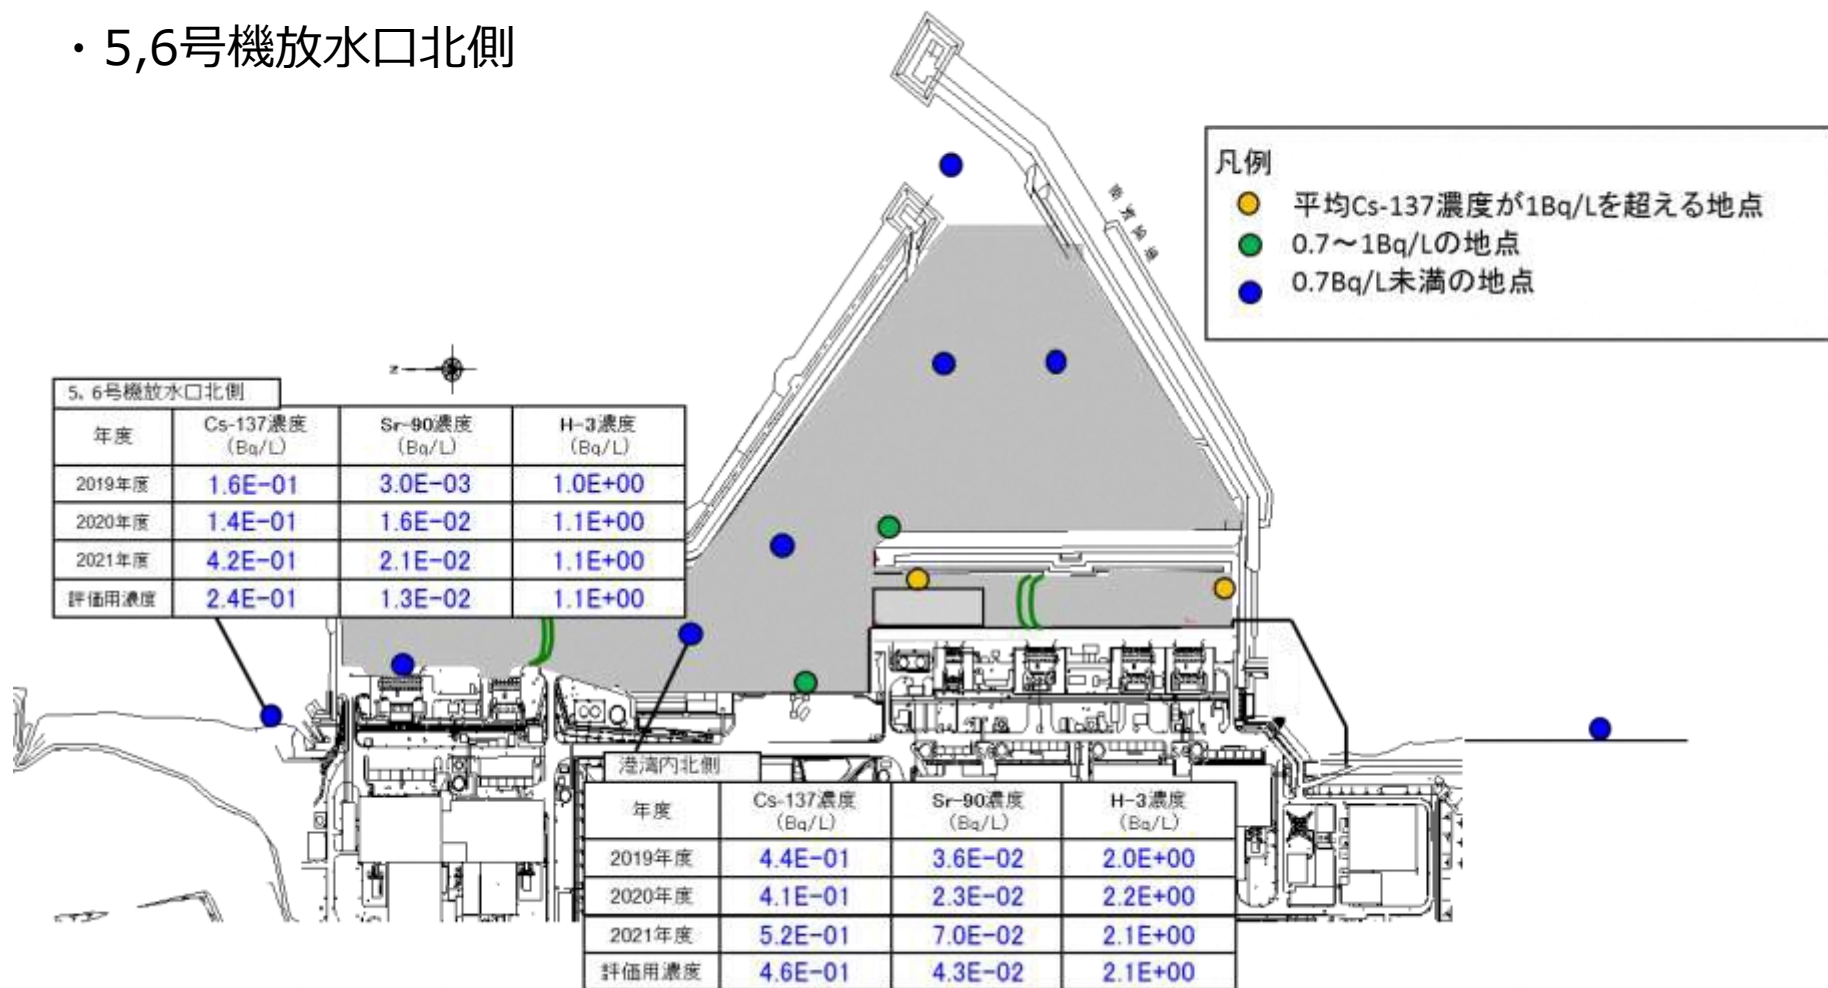 ・5,6号機放水口北側
凡例
平均Cs-137濃度が1Bq/Lを超える地点
0.7～1Bq/Lの地点
0.7Bq/L未満の地点
N
5，6号機放水口北側
年度 Cs-137濃度 (Bq/L) Sr-90濃度 (Bq/L) H-3濃度 (Bq/L)
2019年度 1.6E-01 3.0E-03 1.0E+00
2020年度 1.4E-01 1.6E-02 1.1E+00
2021年度 4.2E-01 2.1E-02 1.1E+00
評価用濃度 2.4E-01 1.3E-02 1.1E+00
港湾内北側
年度 Cs-137濃度 (Bq/L) Sr-90濃度 (Bq/L) H-3濃度 (Bq/L)
2019年度 4.4E-01 3.6E-02 2.0E+00
2020年度 4.1E-01 2.3E-02 2.2E+00
2021年度 5.2E-01 7.0E-02 2.1E+00
評価用濃度 4.6E-01 4.3E-02 2.1E+00